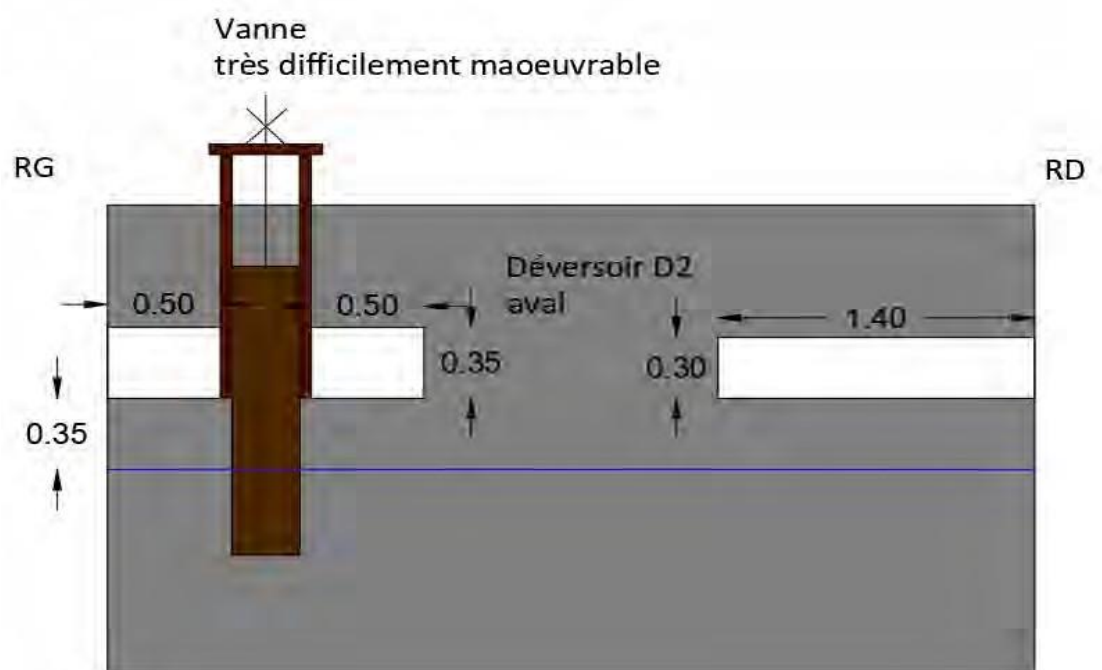 Vanne
très difficilement maoeuvrable
RG
RD
Déversoir D2
aval
0.50
0.50
1.40
0.35
0.30
0.35